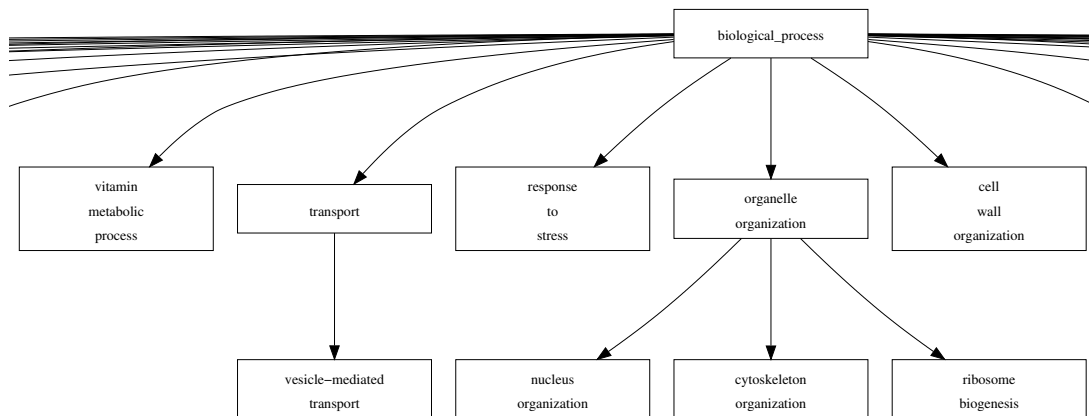 biological_process
vitamin
metabolic
process
transport
response
to
stress
organelle
organization
cell
wall
organization
vesicle−mediated
transport
nucleus
organization
cytoskeleton
organization
ribosome
biogenesis